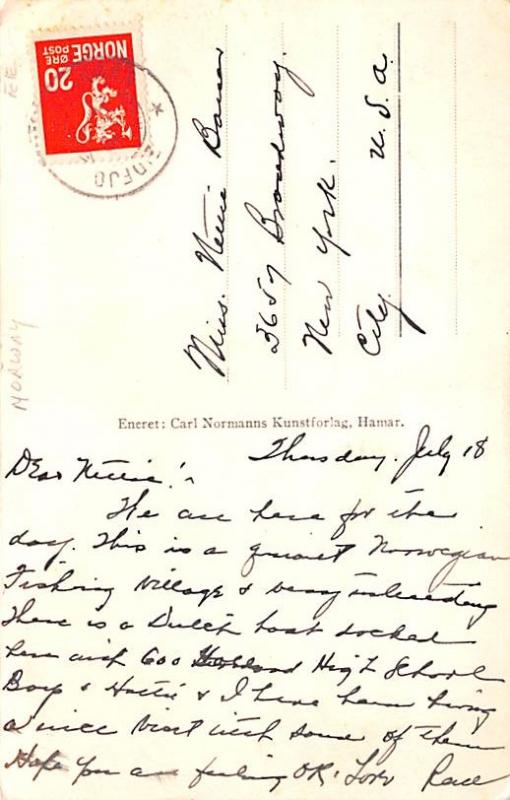 NORGE
ØRE
POST
20
NORWAY
Miss. Nettie Bauer
3657 Broadway.
New York.
City. U.S.A.
Eneret: Carl Normanns Kunstforlag, Hamar.
Thursday. July 18
Dear Nettie!
We are here for the
day. This is a quaint Norwegian
Fishing Village & very interesting
There is a Dutch boat docked
here with 600 High School
Boys & Hattie & I have been having
a nice visit with some of them
Hope you are feeling OK. Love